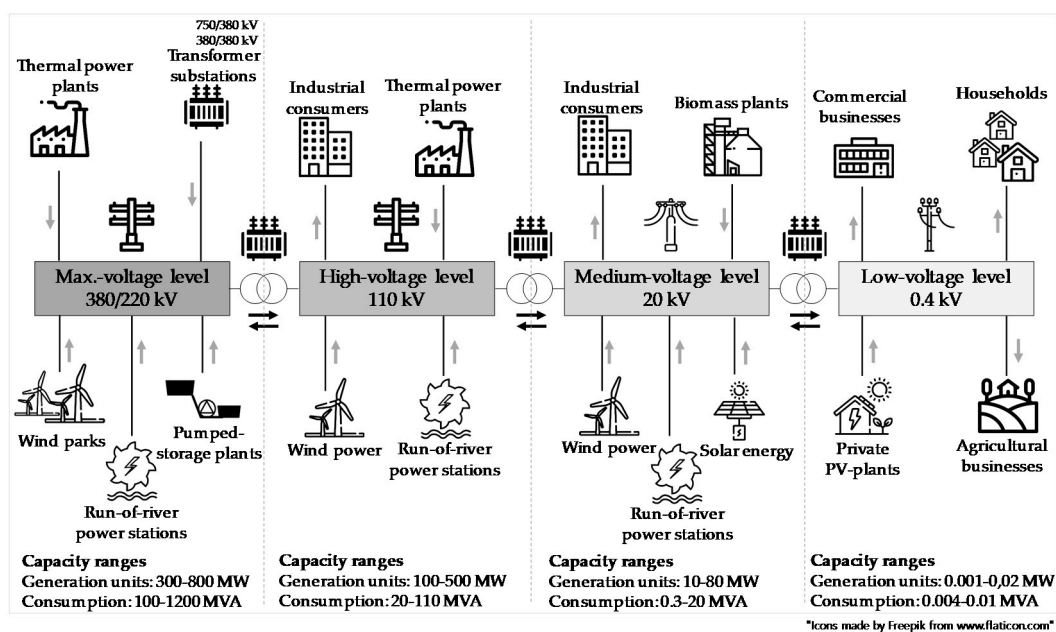 750/380 kV
380/380 kV
Transformer
substations
Thermal power
plants
Industrial
consumers
Thermal power
plants
Industrial
consumers
Biomass plants
Commercial
businesses
Households
Max.-voltage level
380/220 kV
High-voltage level
110 kV
Medium-voltage level
20 kV
Low-voltage level
0.4 kV
Wind parks
Run-of-river
power stations
Pumped-
storage plants
Wind power
Run-of-river
power stations
Wind power
Run-of-river
power stations
Solar energy
Private
PV-plants
Agricultural
businesses
Capacity ranges
Generation units: 300-800 MW
Consumption: 100-1200 MVA
Capacity ranges
Generation units: 100-500 MW
Consumption: 20-110 MVA
Capacity ranges
Generation units: 10-80 MW
Consumption: 0.3-20 MVA
Capacity ranges
Generation units: 0.001-0,02 MW
Consumption: 0.004-0.01 MVA
"Icons made by Freepik from www.flaticon.com"